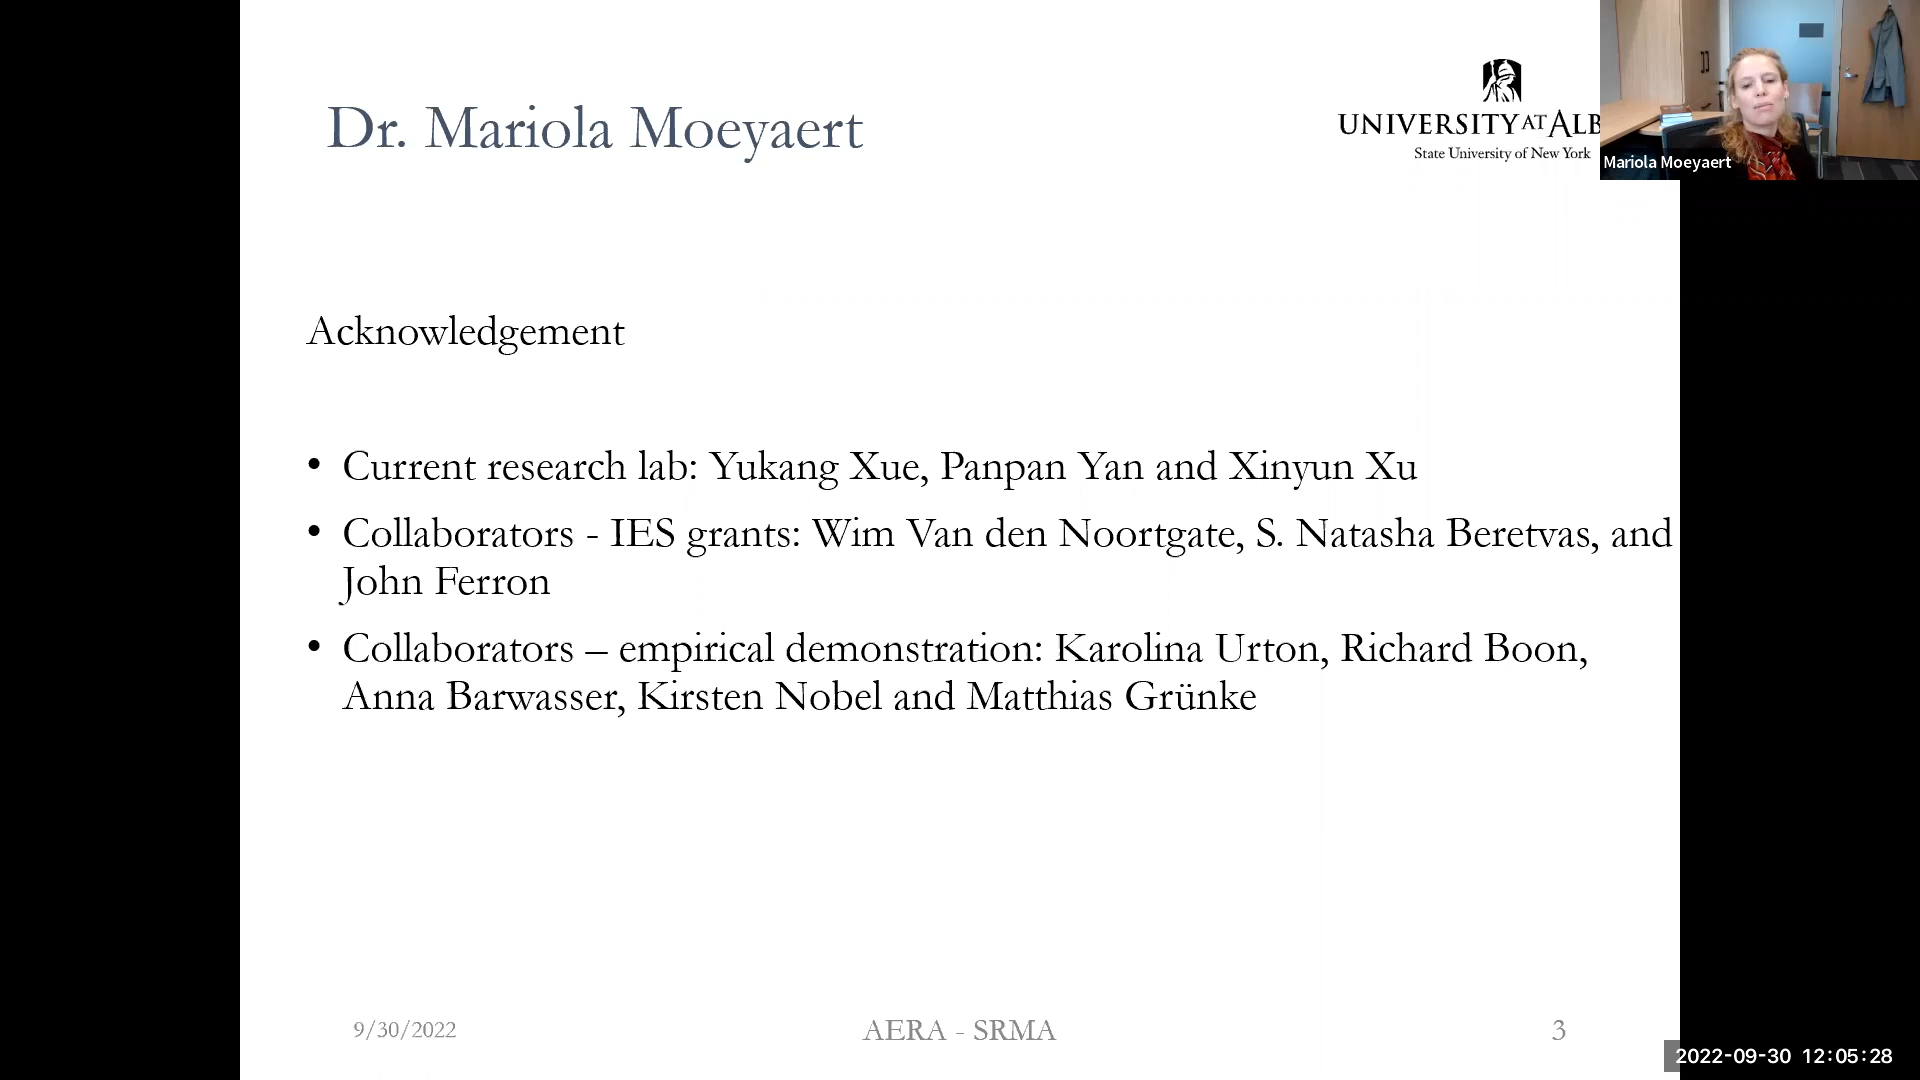 Dr. Mariola Moeyaert
UNIVERSITY AT ALB
State University of New York
Mariola Moeyaert
Acknowledgement
• Current research lab: Yukang Xue, Panpan Yan and Xinyun Xu
• Collaborators - IES grants: Wim Van den Noortgate, S. Natasha Beretvas, and
John Ferron
• Collaborators – empirical demonstration: Karolina Urton, Richard Boon,
Anna Barwasser, Kirsten Nobel and Matthias Grünke
9/30/2022
AERA - SRMA
3
2022-09-30 12:05:28